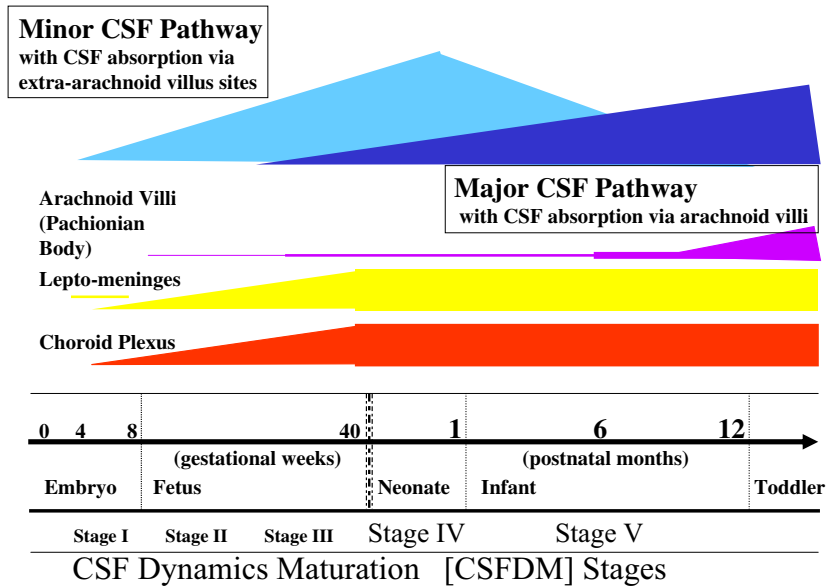 Minor CSF Pathway
with CSF absorption via
extra-arachnoid villus sites
Major CSF Pathway
with CSF absorption via arachnoid villi
Arachnoid Villi
(Pachionian
Body)
Lepto-meninges
Choroid Plexus
0 4 8 40 1 6 12
(gestational weeks) (postnatal months)
Embryo Fetus Neonate Infant Toddler
Stage I Stage II Stage III Stage IV Stage V
CSF Dynamics Maturation [CSFDM] Stages